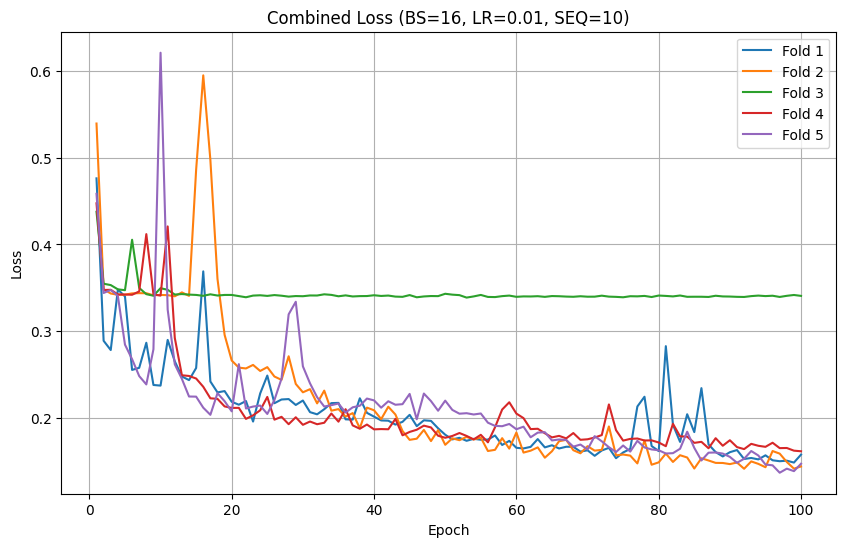 Combined Loss (BS=16, LR=0.01, SEQ=10)
Fold 1
Fold 2
Fold 3
Fold 4
Fold 5
Loss
0.6
0.5
0.4
0.3
0.2
0 20 40 60 80 100
Epoch